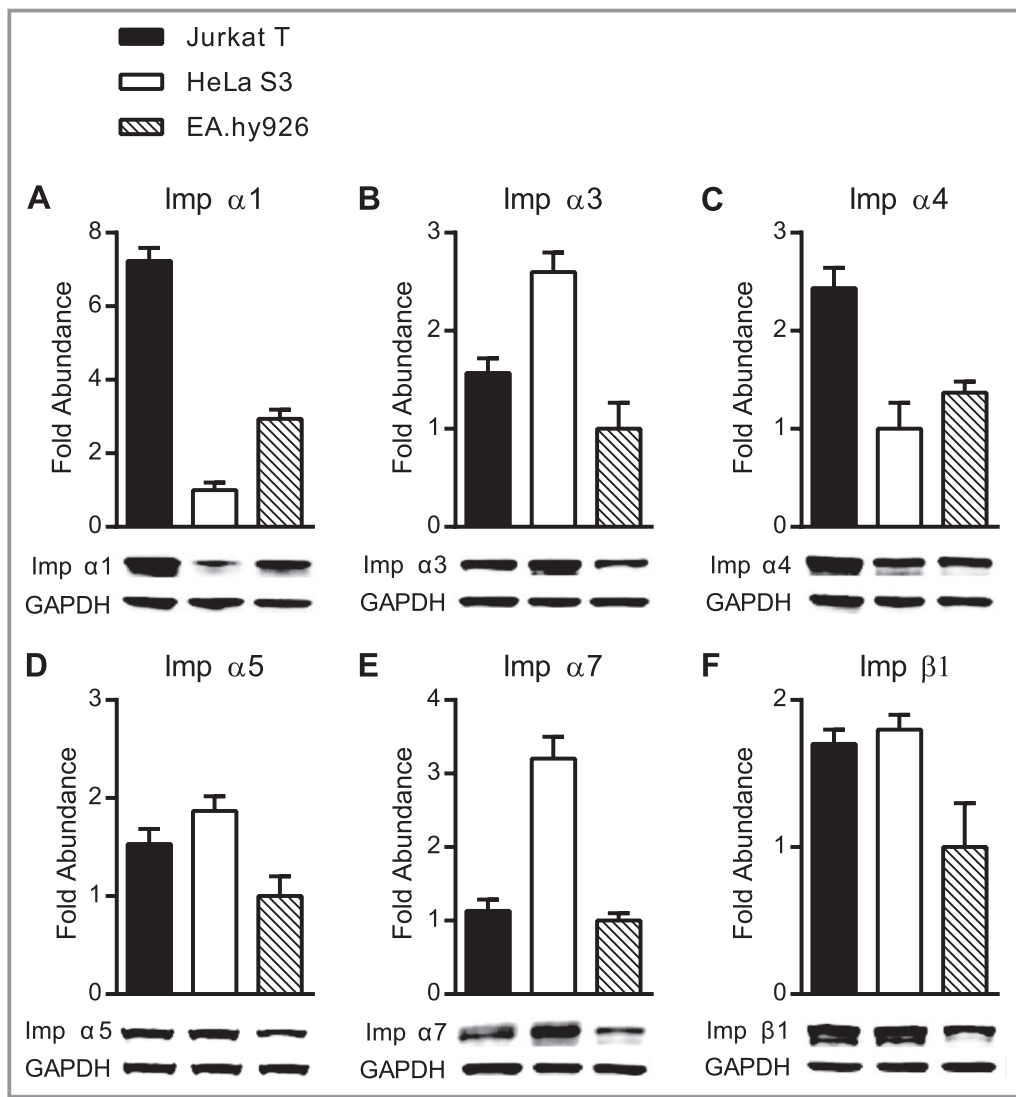 Jurkat T
HeLa S3
EA.hy926
A Imp α1
Fold Abundance
8
6
4
2
0
Imp α1
GAPDH
B Imp α3
Fold Abundance
3
2
1
0
Imp α3
GAPDH
C Imp α4
Fold Abundance
3
2
1
0
Imp α4
GAPDH
D Imp α5
Fold Abundance
3
2
1
0
Imp α5
GAPDH
E Imp α7
Fold Abundance
4
3
2
1
0
Imp α7
GAPDH
F Imp β1
Fold Abundance
2
1
0
Imp β1
GAPDH